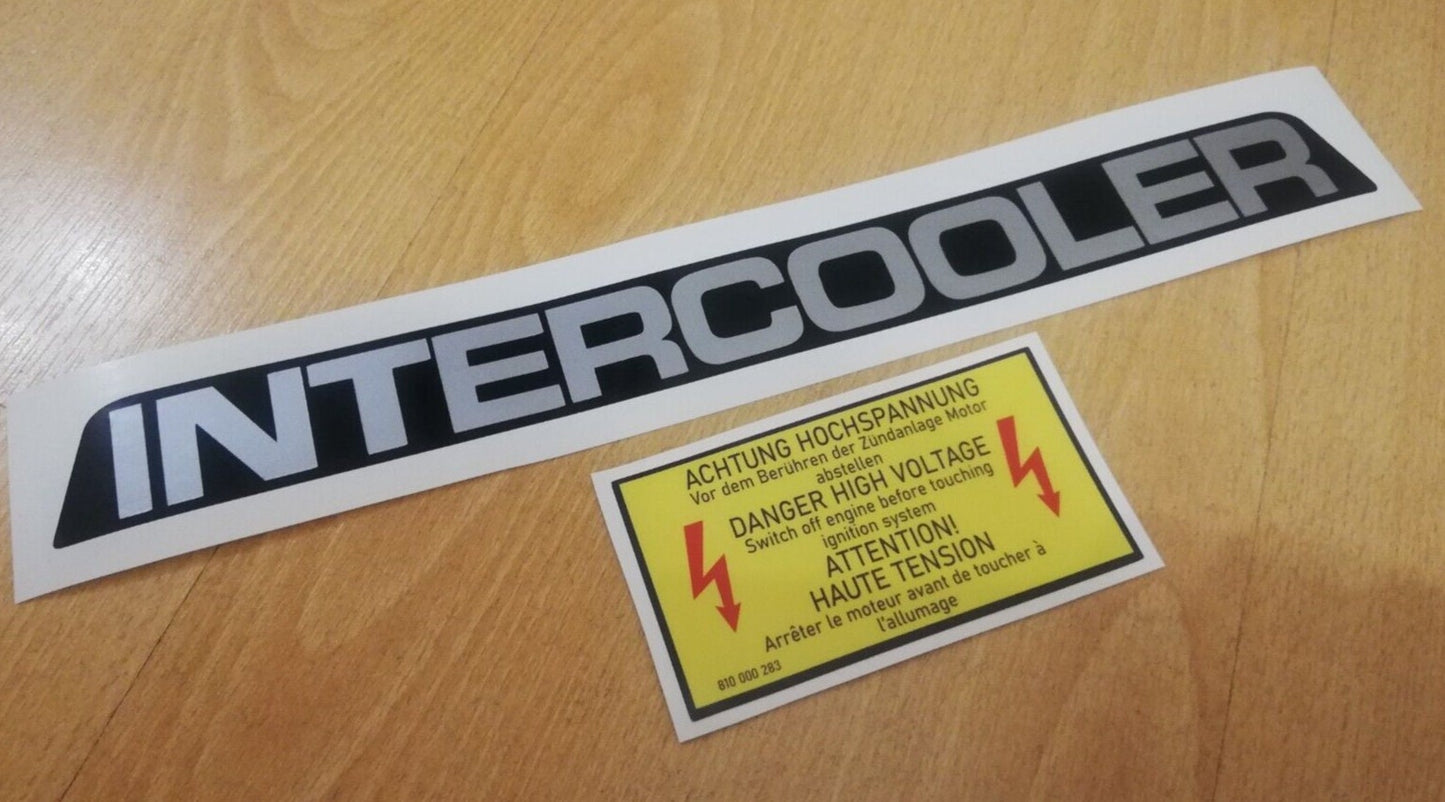 INTERCOOLER
ACHTUNG HOCHSPANNUNG
Vor dem Berühren der Zündanlage Motor
abstellen
DANGER HIGH VOLTAGE
Switch off engine before touching
ignition system
ATTENTION!
HAUTE TENSION
Arrêter le moteur avant de toucher à
l'allumage
810 000 283